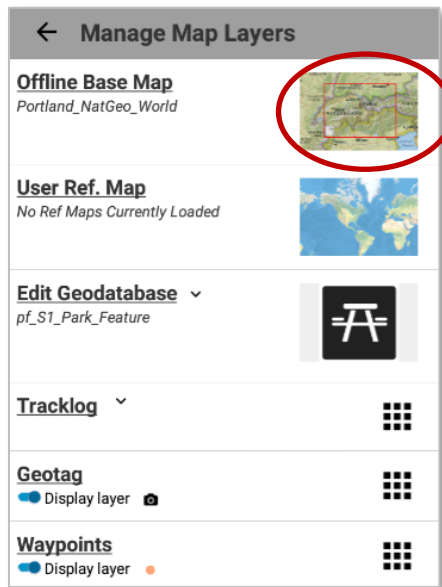 Manage Map Layers
Offline Base Map
Portland_NatGeo_World
User Ref. Map
No Ref Maps Currently Loaded
Edit Geodatabase
pf_S1_Park_Feature
Tracklog
Geotag
Display layer
Waypoints
Display layer